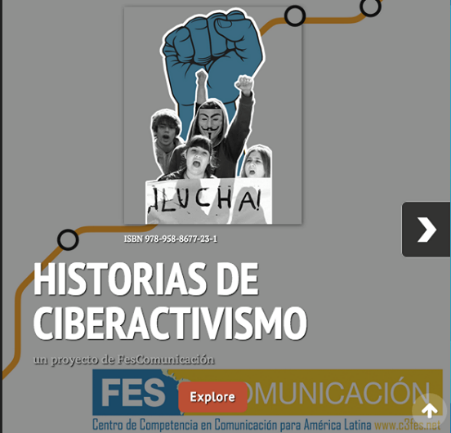 ¡LUCHA!
ISBN 978-958-8677-23-1
HISTORIAS DE
CIBERACTIVISMO
un proyecto de FesComunicación
FES OMUNICACIÓN
Explore
Centro de Competencia en Comunicación para América Latina www.c3fes.net